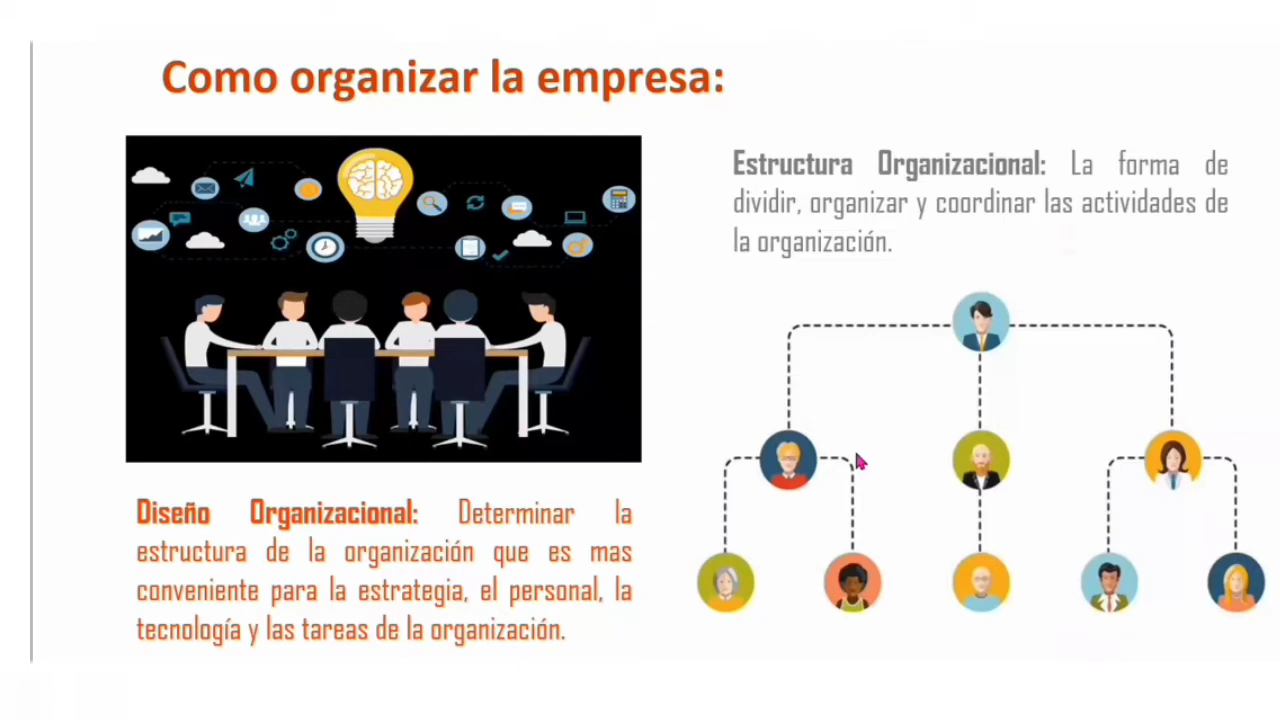 Como organizar la empresa:
Estructura Organizacional: La forma de
dividir, organizar y coordinar las actividades de
la organización.
Diseño Organizacional: Determinar la
estructura de la organización que es mas
conveniente para la estrategia, el personal, la
tecnología y las tareas de la organización.